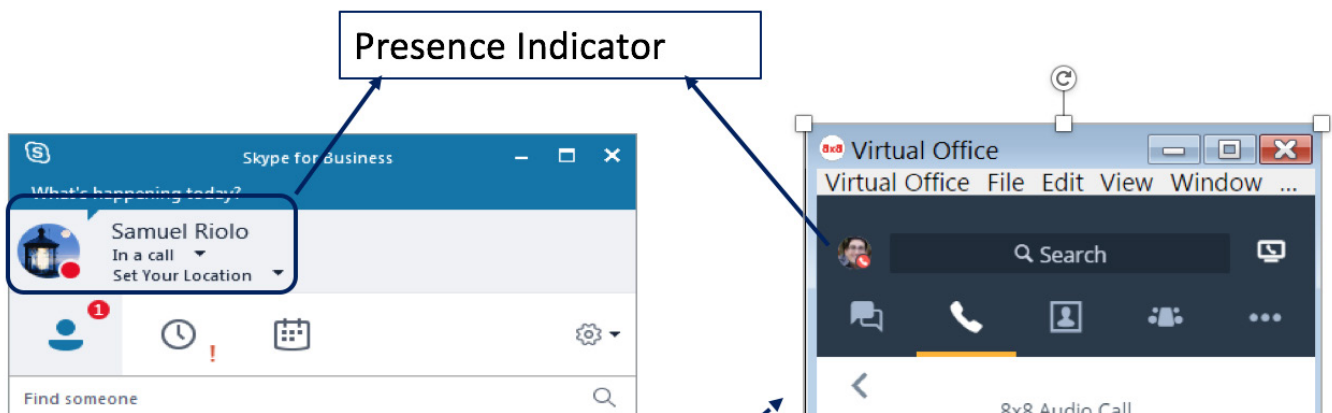 Presence Indicator
Skype for Business
What's happening today?
Samuel Riolo
In a call
Set Your Location
1
!
Find someone
8x8 Virtual Office
Virtual Office File Edit View Window ...
Search
8x8 Audio Call